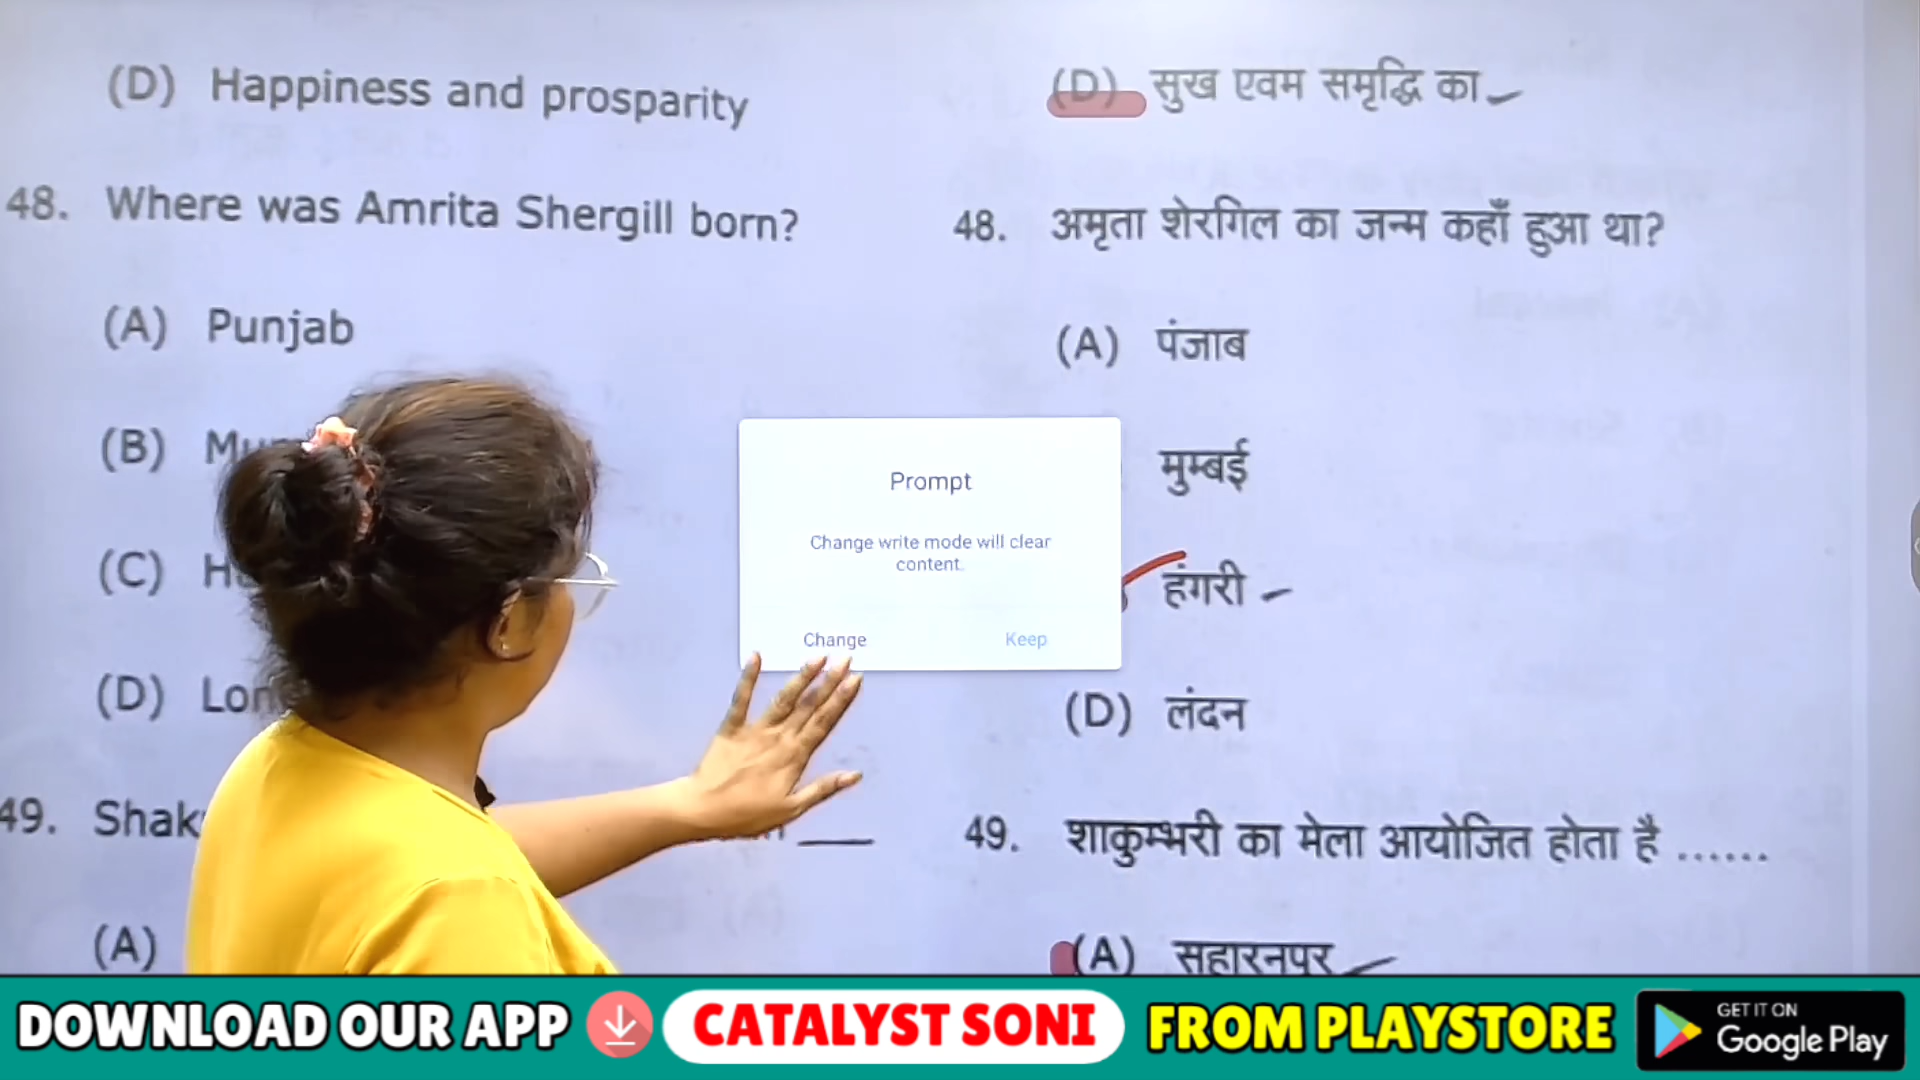 (D) Happiness and prosparity
48. Where was Amrita Shergill born?
(A) Punjab
(B)
(C)
(D)
49.
(A)
(D) सुख एवम समृद्धि का
48. अमृता शेरगिल का जन्म कहाँ हुआ था?
(A) पंजाब
मुम्बई
हंगरी
(D) लंदन
49. शाकुम्भरी का मेला आयोजित होता है ......
(A) सहारनपुर
Prompt
Change write mode will clear
content.
Change Keep
DOWNLOAD OUR APP CATALYST SONI FROM PLAYSTORE
GET IT ON
Google Play